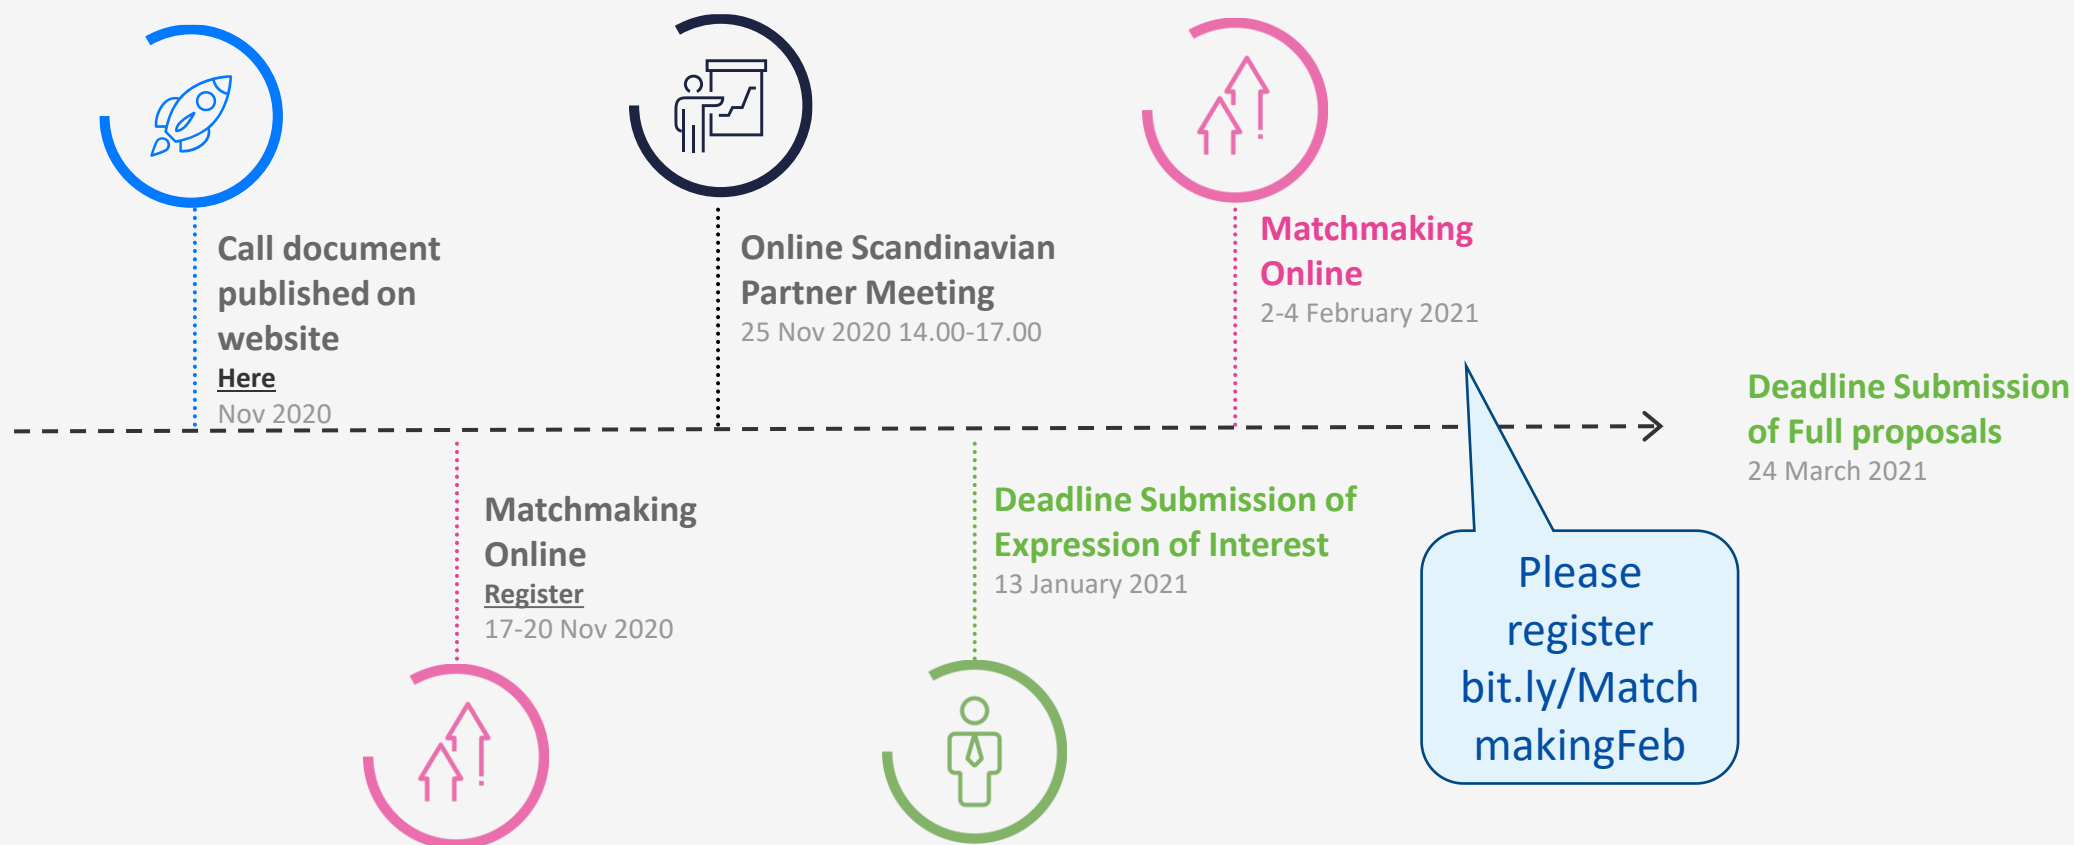 Call document
published on
website
Here
Nov 2020
Matchmaking
Online
Register
17-20 Nov 2020
Online Scandinavian
Partner Meeting
25 Nov 2020 14.00-17.00
Deadline Submission of
Expression of Interest
13 January 2021
Matchmaking
Online
2-4 February 2021
Please
register
bit.ly/Match
makingFeb
Deadline Submission
of Full proposals
24 March 2021